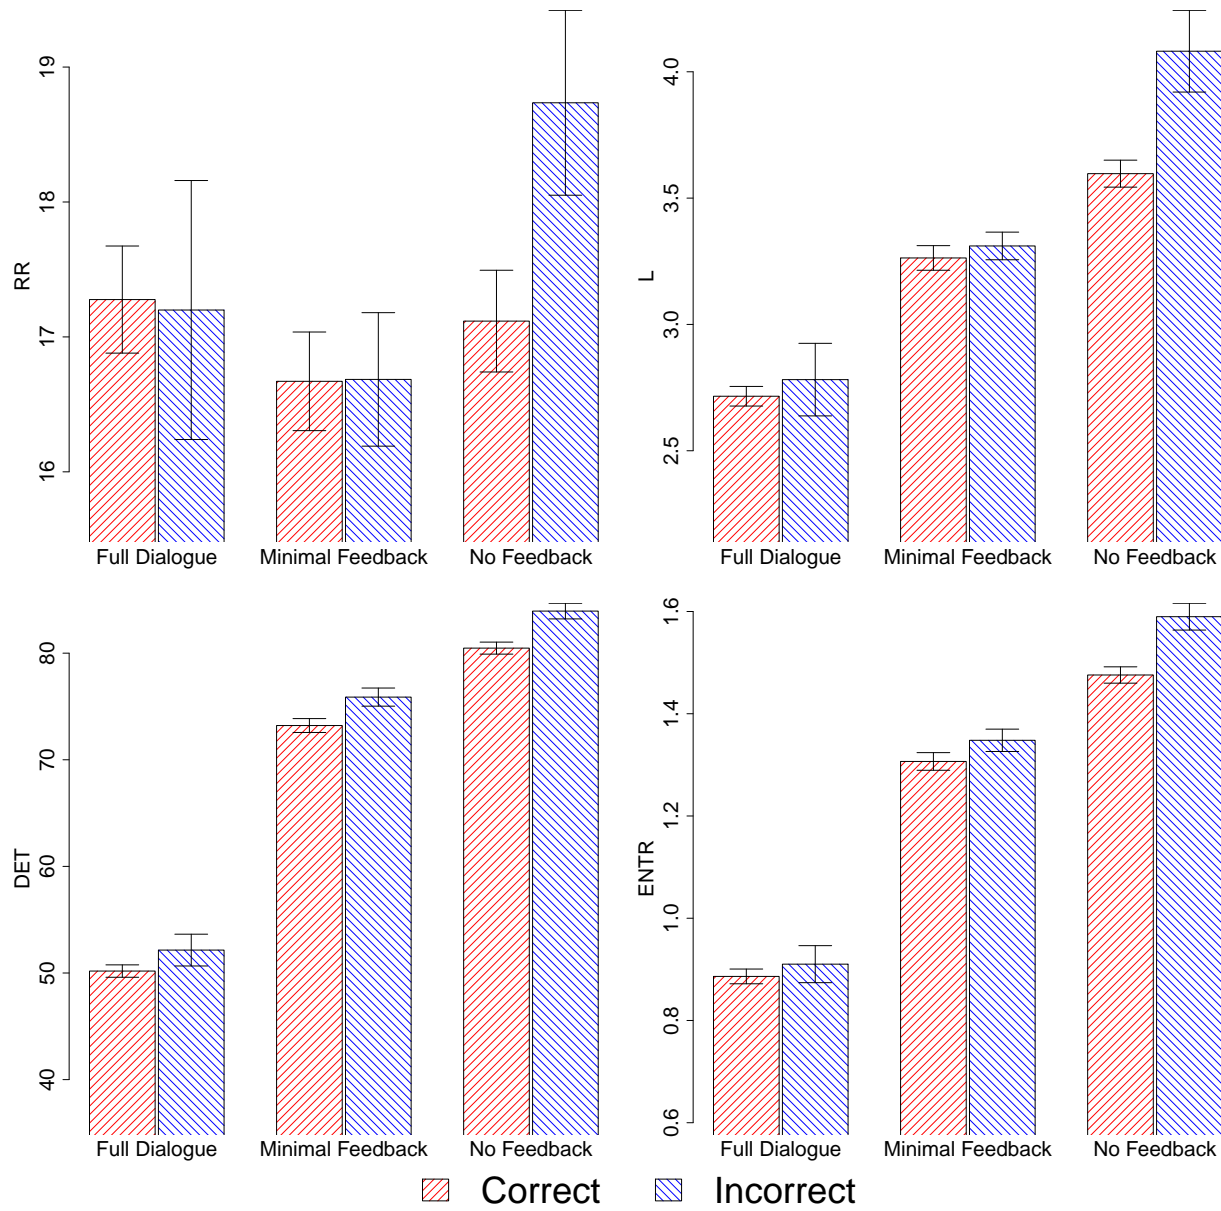 RR
19
18
17
16
Full Dialogue Minimal Feedback No Feedback
L
4.0
3.5
3.0
2.5
Full Dialogue Minimal Feedback No Feedback
DET
80
70
60
50
40
Full Dialogue Minimal Feedback No Feedback
ENTR
1.6
1.4
1.2
1.0
0.8
0.6
Full Dialogue Minimal Feedback No Feedback
Correct Incorrect